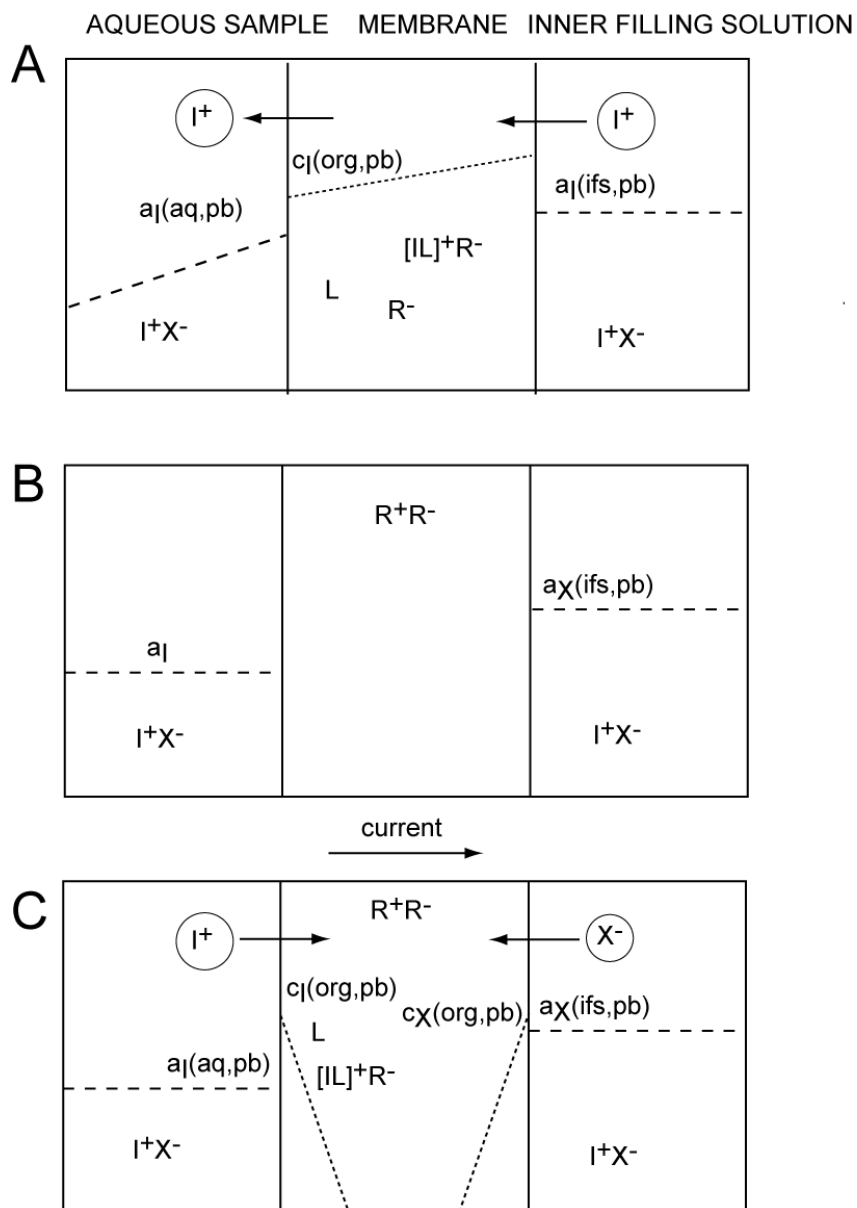 AQUEOUS SAMPLE MEMBRANE INNER FILLING SOLUTION
A
I+ I+
cI(org,pb)
aI(ifs,pb)
aI(aq,pb)
[IL]+R-
L
R-
I+X- I+X-
B
R+R-
aX(ifs,pb)
aI
I+X- I+X-
current
C
R+R-
I+ X-
cI(org,pb)
cX(org,pb) aX(ifs,pb)
L
aI(aq,pb) [IL]+R-
I+X- I+X-